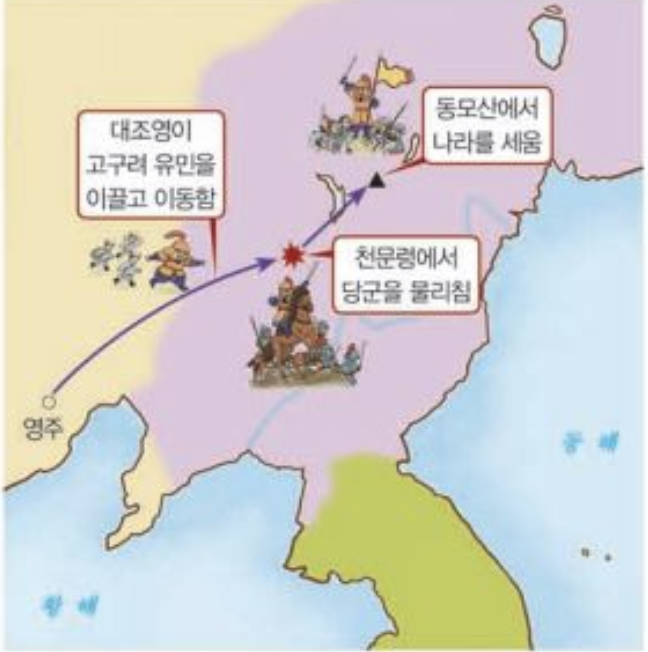 동모산에서
나라를 세움
대조영이
고구려 유민을
이끌고 이동함
천문령에서
당군을 물리침
영주
동해
황해